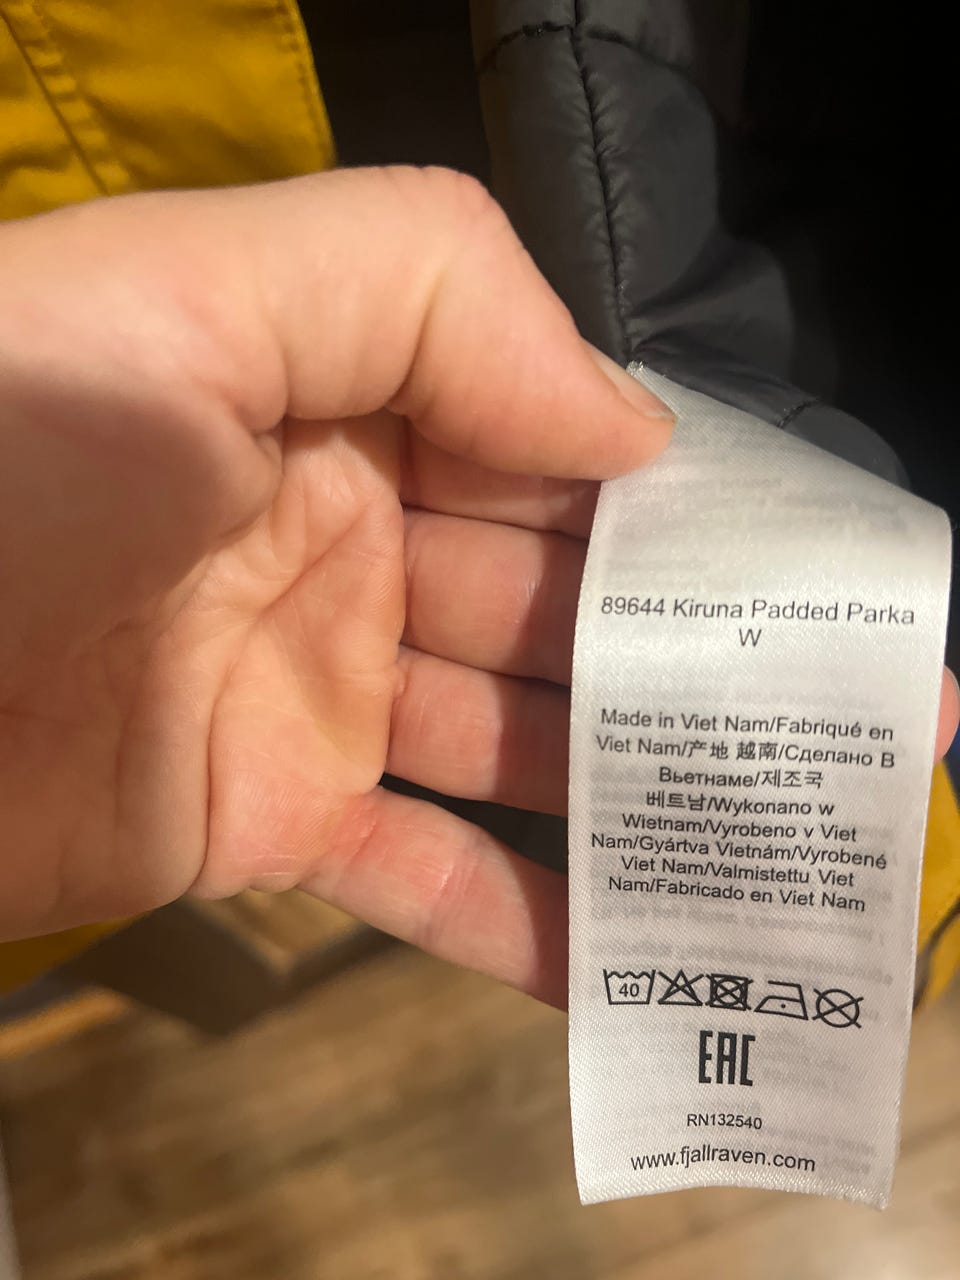 89644 Kiruna Padded Parka
W
Made in Viet Nam/Fabriqué en
Viet Nam/产地 越南/Сделано В
Вьетнаме/제조국
베트남/Wykonano w
Wietnam/Vyrobeno v Viet
Nam/Gyártva Vietnám/Vyrobené
Viet Nam/Valmistettu Viet
Nam/Fabricado en Viet Nam
40
EAC
RN132540
www.fjallraven.com